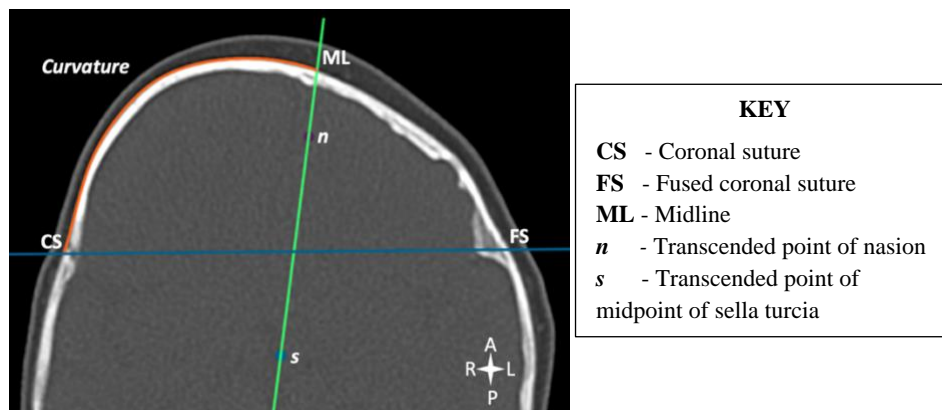 Curvature
ML
n
CS
FS
s
A
R L
P
KEY
CS - Coronal suture
FS - Fused coronal suture
ML - Midline
n - Transcended point of nasion
s - Transcended point of
midpoint of sella turcia